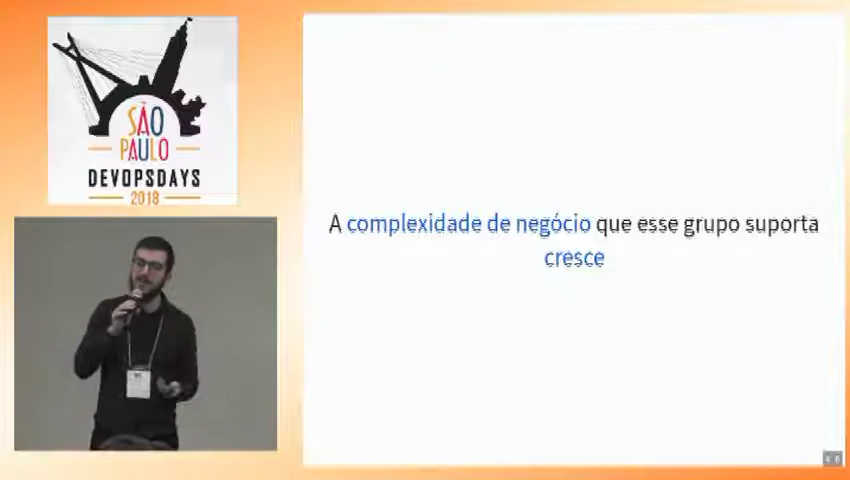 SÃO
PAULO
DEVOPSDAYS
2018
A complexidade de negócio que esse grupo suporta
cresce